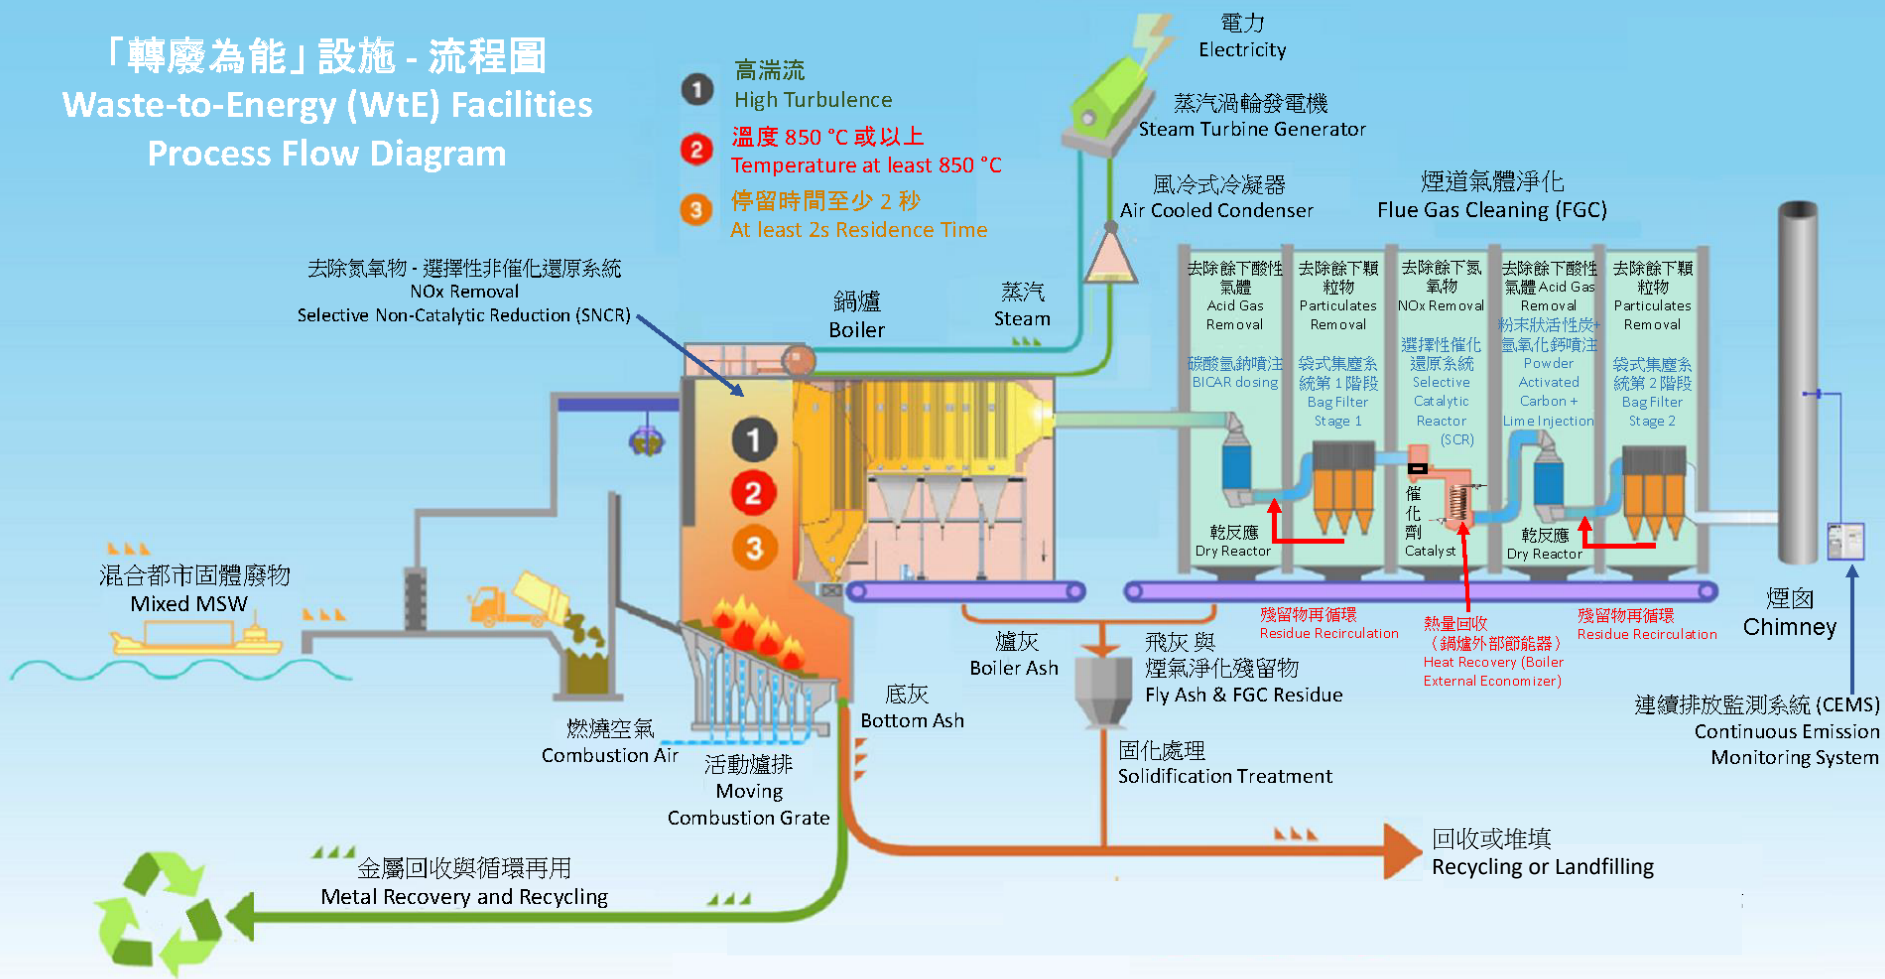 「轉廢為能」設施 - 流程圖
Waste-to-Energy (WtE) Facilities
Process Flow Diagram
1
高湍流
High Turbulence
2
溫度 850 °C 或以上
Temperature at least 850 °C
3
停留時間至少 2 秒
At least 2s Residence Time
電力
Electricity
蒸汽渦輪發電機
Steam Turbine Generator
風冷式冷凝器
Air Cooled Condenser
煙道氣體淨化
Flue Gas Cleaning (FGC)
去除氮氧物 - 選擇性非催化還原系統
NOx Removal
Selective Non-Catalytic Reduction (SNCR)
鍋爐
Boiler
蒸汽
Steam
去除餘下酸性
氣體
Acid Gas
Removal
碳酸氫鈉噴注
BICAR dosing
去除餘下顆
粒物
Particulates
Removal
袋式集塵系
統第 1 階段
Bag Filter
Stage 1
去除餘下氮
氧物
NOx Removal
選擇性催化
還原系統
Selective
Catalytic
Reactor
(SCR)
去除餘下酸性
氣體 Acid Gas
Removal
粉末狀活性炭+
氫氧化鈣噴注
Powder
Activated
Carbon +
Lime Injection
去除餘下顆
粒物
Particulates
Removal
袋式集塵系
統第 2 階段
Bag Filter
Stage 2
1
2
3
乾反應
Dry Reactor
催化劑
Catalyst
乾反應
Dry Reactor
混合都市固體廢物
Mixed MSW
殘留物再循環
Residue Recirculation
熱量回收
（鍋爐外部節能器）
Heat Recovery (Boiler
External Economizer)
殘留物再循環
Residue Recirculation
煙囪
Chimney
爐灰
Boiler Ash
飛灰 與
煙氣淨化殘留物
Fly Ash & FGC Residue
底灰
Bottom Ash
燃燒空氣
Combustion Air
活動爐排
Moving
Combustion Grate
固化處理
Solidification Treatment
連續排放監測系統 (CEMS)
Continuous Emission
Monitoring System
回收或堆填
Recycling or Landfilling
金屬回收與循環再用
Metal Recovery and Recycling